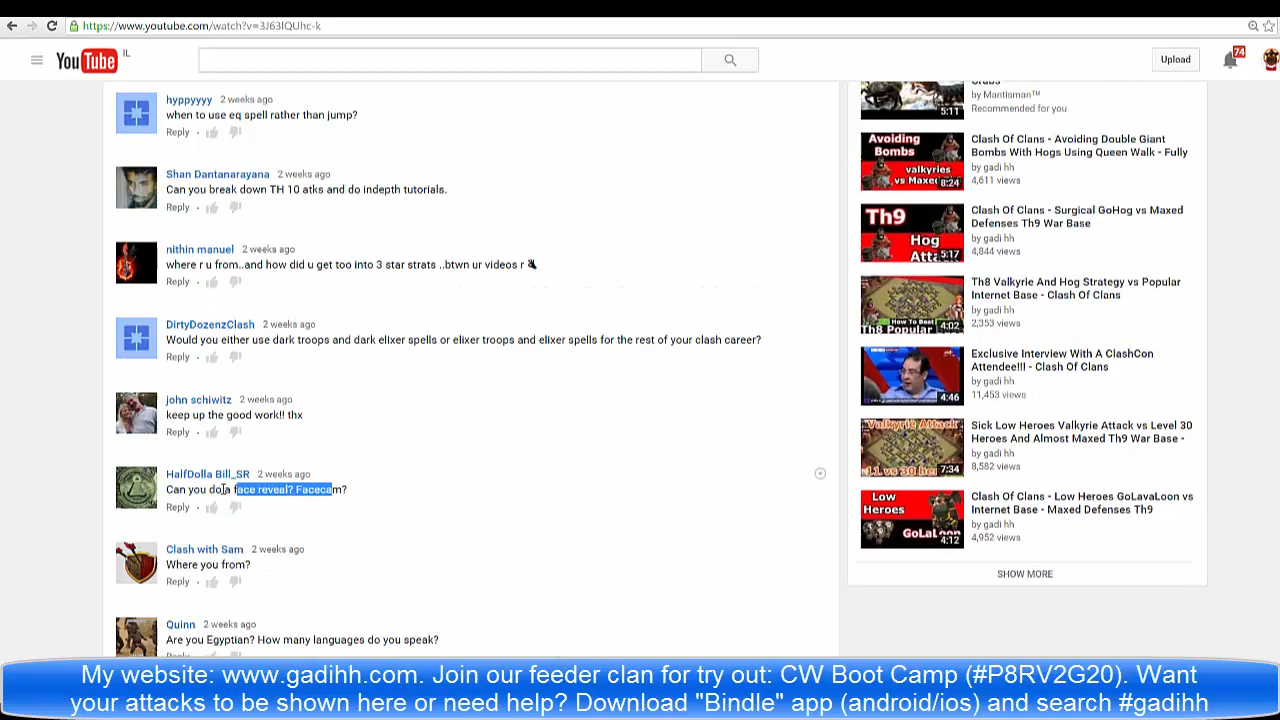 https://www.youtube.com/watch?v=3J63lQUhc-k
YouTube IL
Upload
74
hyppyyyy 2 weeks ago
when to use eq spell rather than jump?
Reply
Shan Dantanarayana 2 weeks ago
Can you break down TH 10 atks and do indepth tutorials.
Reply
nithin manuel 2 weeks ago
where r u from..and how did u get too into 3 star strats ..btwn ur videos r
Reply
DirtyDozenzClash 2 weeks ago
Would you either use dark troops and dark elixer spells or elixer troops and elixer spells for the rest of your clash career?
Reply
john schiwitz 2 weeks ago
keep up the good work!! thx
Reply
HalfDolla Bill_SR 2 weeks ago
Can you do a face reveal? Facecam?
Reply
Clash with Sam 2 weeks ago
Where you from?
Reply
Quinn 2 weeks ago
Are you Egyptian? How many languages do you speak?
by Mantisman™
Recommended for you
5:11
Avoiding
Bombs
valkyries
vs Maxed
8:24
Clash Of Clans - Avoiding Double Giant
Bombs With Hogs Using Queen Walk - Fully
by gadi hh
4,611 views
Th9
Hog
Atta
5:17
Clash Of Clans - Surgical GoHog vs Maxed
Defenses Th9 War Base
by gadi hh
4,844 views
How To Beat
Th8 Popular
4:02
Th8 Valkyrie And Hog Strategy vs Popular
Internet Base - Clash Of Clans
by gadi hh
2,353 views
4:46
Exclusive Interview With A ClashCon
Attendee!!! - Clash Of Clans
by gadi hh
11,453 views
Valkyrie Attack
11 vs 30 her
7:34
Sick Low Heroes Valkyrie Attack vs Level 30
Heroes And Almost Maxed Th9 War Base -
by gadi hh
8,582 views
Low
Heroes
GoLaLoon
4:12
Clash Of Clans - Low Heroes GoLavaLoon vs
Internet Base - Maxed Defenses Th9
by gadi hh
4,952 views
SHOW MORE
My website: www.gadihh.com. Join our feeder clan for try out: CW Boot Camp (#P8RV2G20). Want
your attacks to be shown here or need help? Download "Bindle" app (android/ios) and search #gadihh